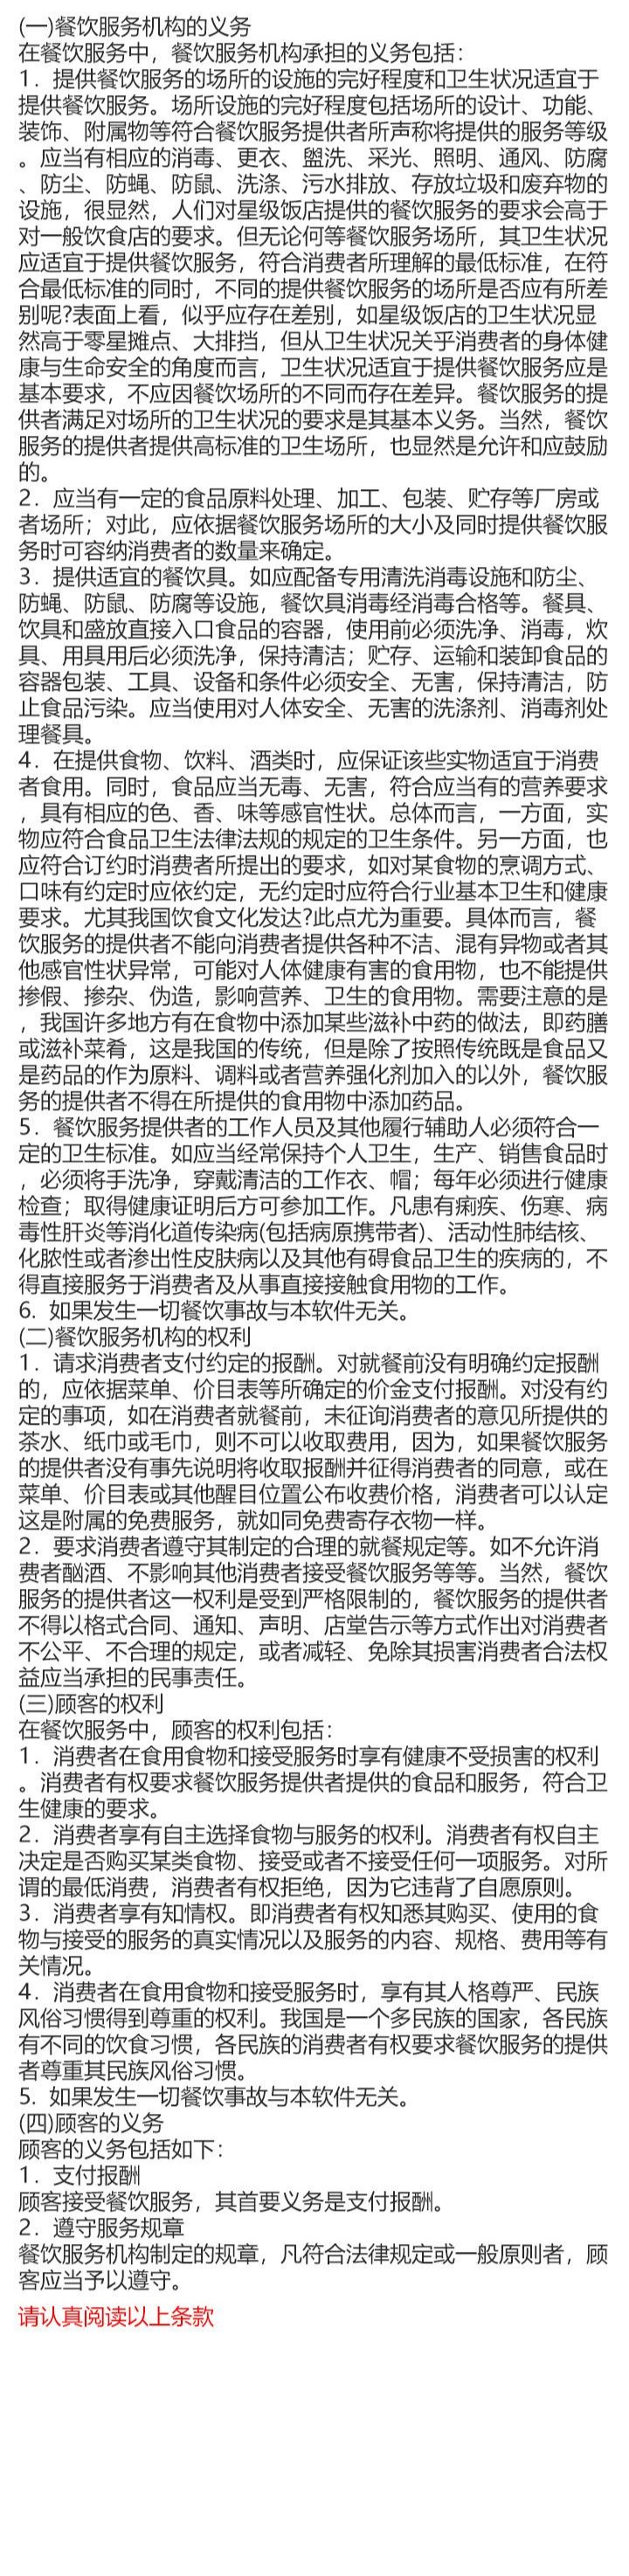 (一)餐饮服务机构的义务
在餐饮服务中，餐饮服务机构承担的义务包括：
1．提供餐饮服务的场所的设施的完好程度和卫生状况适宜于
提供餐饮服务。场所设施的完好程度包括场所的设计、功能、
装饰、附属物等符合餐饮服务提供者所声称将提供的服务等级
。应当有相应的消毒、更衣、盥洗、采光、照明、通风、防腐
、防尘、防蝇、防鼠、洗涤、污水排放、存放垃圾和废弃物的
设施，很显然，人们对星级饭店提供的餐饮服务的要求会高于
对一般饮食店的要求。但无论何等餐饮服务场所，其卫生状况
应适宜于提供餐饮服务，符合消费者所理解的最低标准，在符
合最低标准的同时，不同的提供餐饮服务的场所是否应有所差
别呢?表面上看，似乎应存在差别，如星级饭店的卫生状况显
然高于零星摊点、大排挡，但从卫生状况关乎消费者的身体健
康与生命安全的角度而言，卫生状况适宜于提供餐饮服务应是
基本要求，不应因餐饮场所的不同而存在差异。餐饮服务的提
供者满足对场所的卫生状况的要求是其基本义务。当然，餐饮
服务的提供者提供高标准的卫生场所，也显然是允许和应鼓励
的。
2．应当有一定的食品原料处理、加工、包装、贮存等厂房或
者场所；对此，应依据餐饮服务场所的大小及同时提供餐饮服
务时可容纳消费者的数量来确定。
3．提供适宜的餐饮具。如应配备专用清洗消毒设施和防尘、
防蝇、防鼠、防腐等设施，餐饮具消毒经消毒合格等。餐具、
饮具和盛放直接入口食品的容器，使用前必须洗净、消毒，炊
具、用具用后必须洗净，保持清洁；贮存、运输和装卸食品的
容器包装、工具、设备和条件必须安全、无害，保持清洁，防
止食品污染。应当使用对人体安全、无害的洗涤剂、消毒剂处
理餐具。
4．在提供食物、饮料、酒类时，应保证该些实物适宜于消费
者食用。同时，食品应当无毒、无害，符合应当有的营养要求
，具有相应的色、香、味等感官性状。总体而言，一方面，实
物应符合食品卫生法律法规的规定的卫生条件。另一方面，也
应符合订约时消费者所提出的要求，如对某食物的烹调方式、
口味有约定时应依约定，无约定时应符合行业基本卫生和健康
要求。尤其我国饮食文化发达?此点尤为重要。具体而言，餐
饮服务的提供者不能向消费者提供各种不洁、混有异物或者其
他感官性状异常，可能对人体健康有害的食用物，也不能提供
掺假、掺杂、伪造，影响营养、卫生的食用物。需要注意的是
，我国许多地方有在食物中添加某些滋补中药的做法，即药膳
或滋补菜肴，这是我国的传统，但是除了按照传统既是食品又
是药品的作为原料、调料或者营养强化剂加入的以外，餐饮服
务的提供者不得在所提供的食用物中添加药品。
5．餐饮服务提供者的工作人员及其他履行辅助人必须符合一
定的卫生标准。如应当经常保持个人卫生，生产、销售食品时
，必须将手洗净，穿戴清洁的工作衣、帽；每年必须进行健康
检查；取得健康证明后方可参加工作。凡患有痢疾、伤寒、病
毒性肝炎等消化道传染病(包括病原携带者)、活动性肺结核、
化脓性或者渗出性皮肤病以及其他有碍食品卫生的疾病的，不
得直接服务于消费者及从事直接接触食用物的工作。
6. 如果发生一切餐饮事故与本软件无关。
(二)餐饮服务机构的权利
1．请求消费者支付约定的报酬。对就餐前没有明确约定报酬
的，应依据菜单、价目表等所确定的价金支付报酬。对没有约
定的事项，如在消费者就餐前，未征询消费者的意见所提供的
茶水、纸巾或毛巾，则不可以收取费用，因为，如果餐饮服务
的提供者没有事先说明将收取报酬并征得消费者的同意，或在
菜单、价目表或其他醒目位置公布收费价格，消费者可以认定
这是附属的免费服务，就如同免费寄存衣物一样。
2．要求消费者遵守其制定的合理的就餐规定等。如不允许消
费者酗酒、不影响其他消费者接受餐饮服务等等。当然，餐饮
服务的提供者这一权利是受到严格限制的，餐饮服务的提供者
不得以格式合同、通知、声明、店堂告示等方式作出对消费者
不公平、不合理的规定，或者减轻、免除其损害消费者合法权
益应当承担的民事责任。
(三)顾客的权利
在餐饮服务中，顾客的权利包括：
1．消费者在食用食物和接受服务时享有健康不受损害的权利
。消费者有权要求餐饮服务提供者提供的食品和服务，符合卫
生健康的要求。
2．消费者享有自主选择食物与服务的权利。消费者有权自主
决定是否购买某类食物、接受或者不接受任何一项服务。对所
谓的最低消费，消费者有权拒绝，因为它违背了自愿原则。
3．消费者享有知情权。即消费者有权知悉其购买、使用的食
物与接受的服务的真实情况以及服务的内容、规格、费用等有
关情况。
4．消费者在食用食物和接受服务时，享有其人格尊严、民族
风俗习惯得到尊重的权利。我国是一个多民族的国家，各民族
有不同的饮食习惯，各民族的消费者有权要求餐饮服务的提供
者尊重其民族风俗习惯。
5. 如果发生一切餐饮事故与本软件无关。
(四)顾客的义务
顾客的义务包括如下：
1．支付报酬
顾客接受餐饮服务，其首要义务是支付报酬。
2．遵守服务规章
餐饮服务机构制定的规章，凡符合法律规定或一般原则者，顾
客应当予以遵守。
请认真阅读以上条款